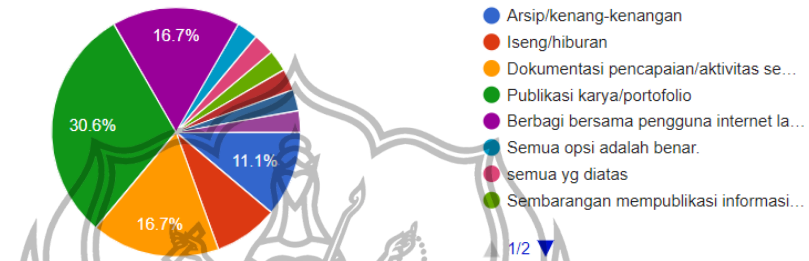 16.7%
30.6%
11.1%
16.7%
Arsip/kenang-kenangan
Iseng/hiburan
Dokumentasi pencapaian/aktivitas se…
Publikasi karya/portofolio
Berbagi bersama pengguna internet la…
Semua opsi adalah benar.
semua yg diatas
Sembarangan mempublikasi informasi…
1/2